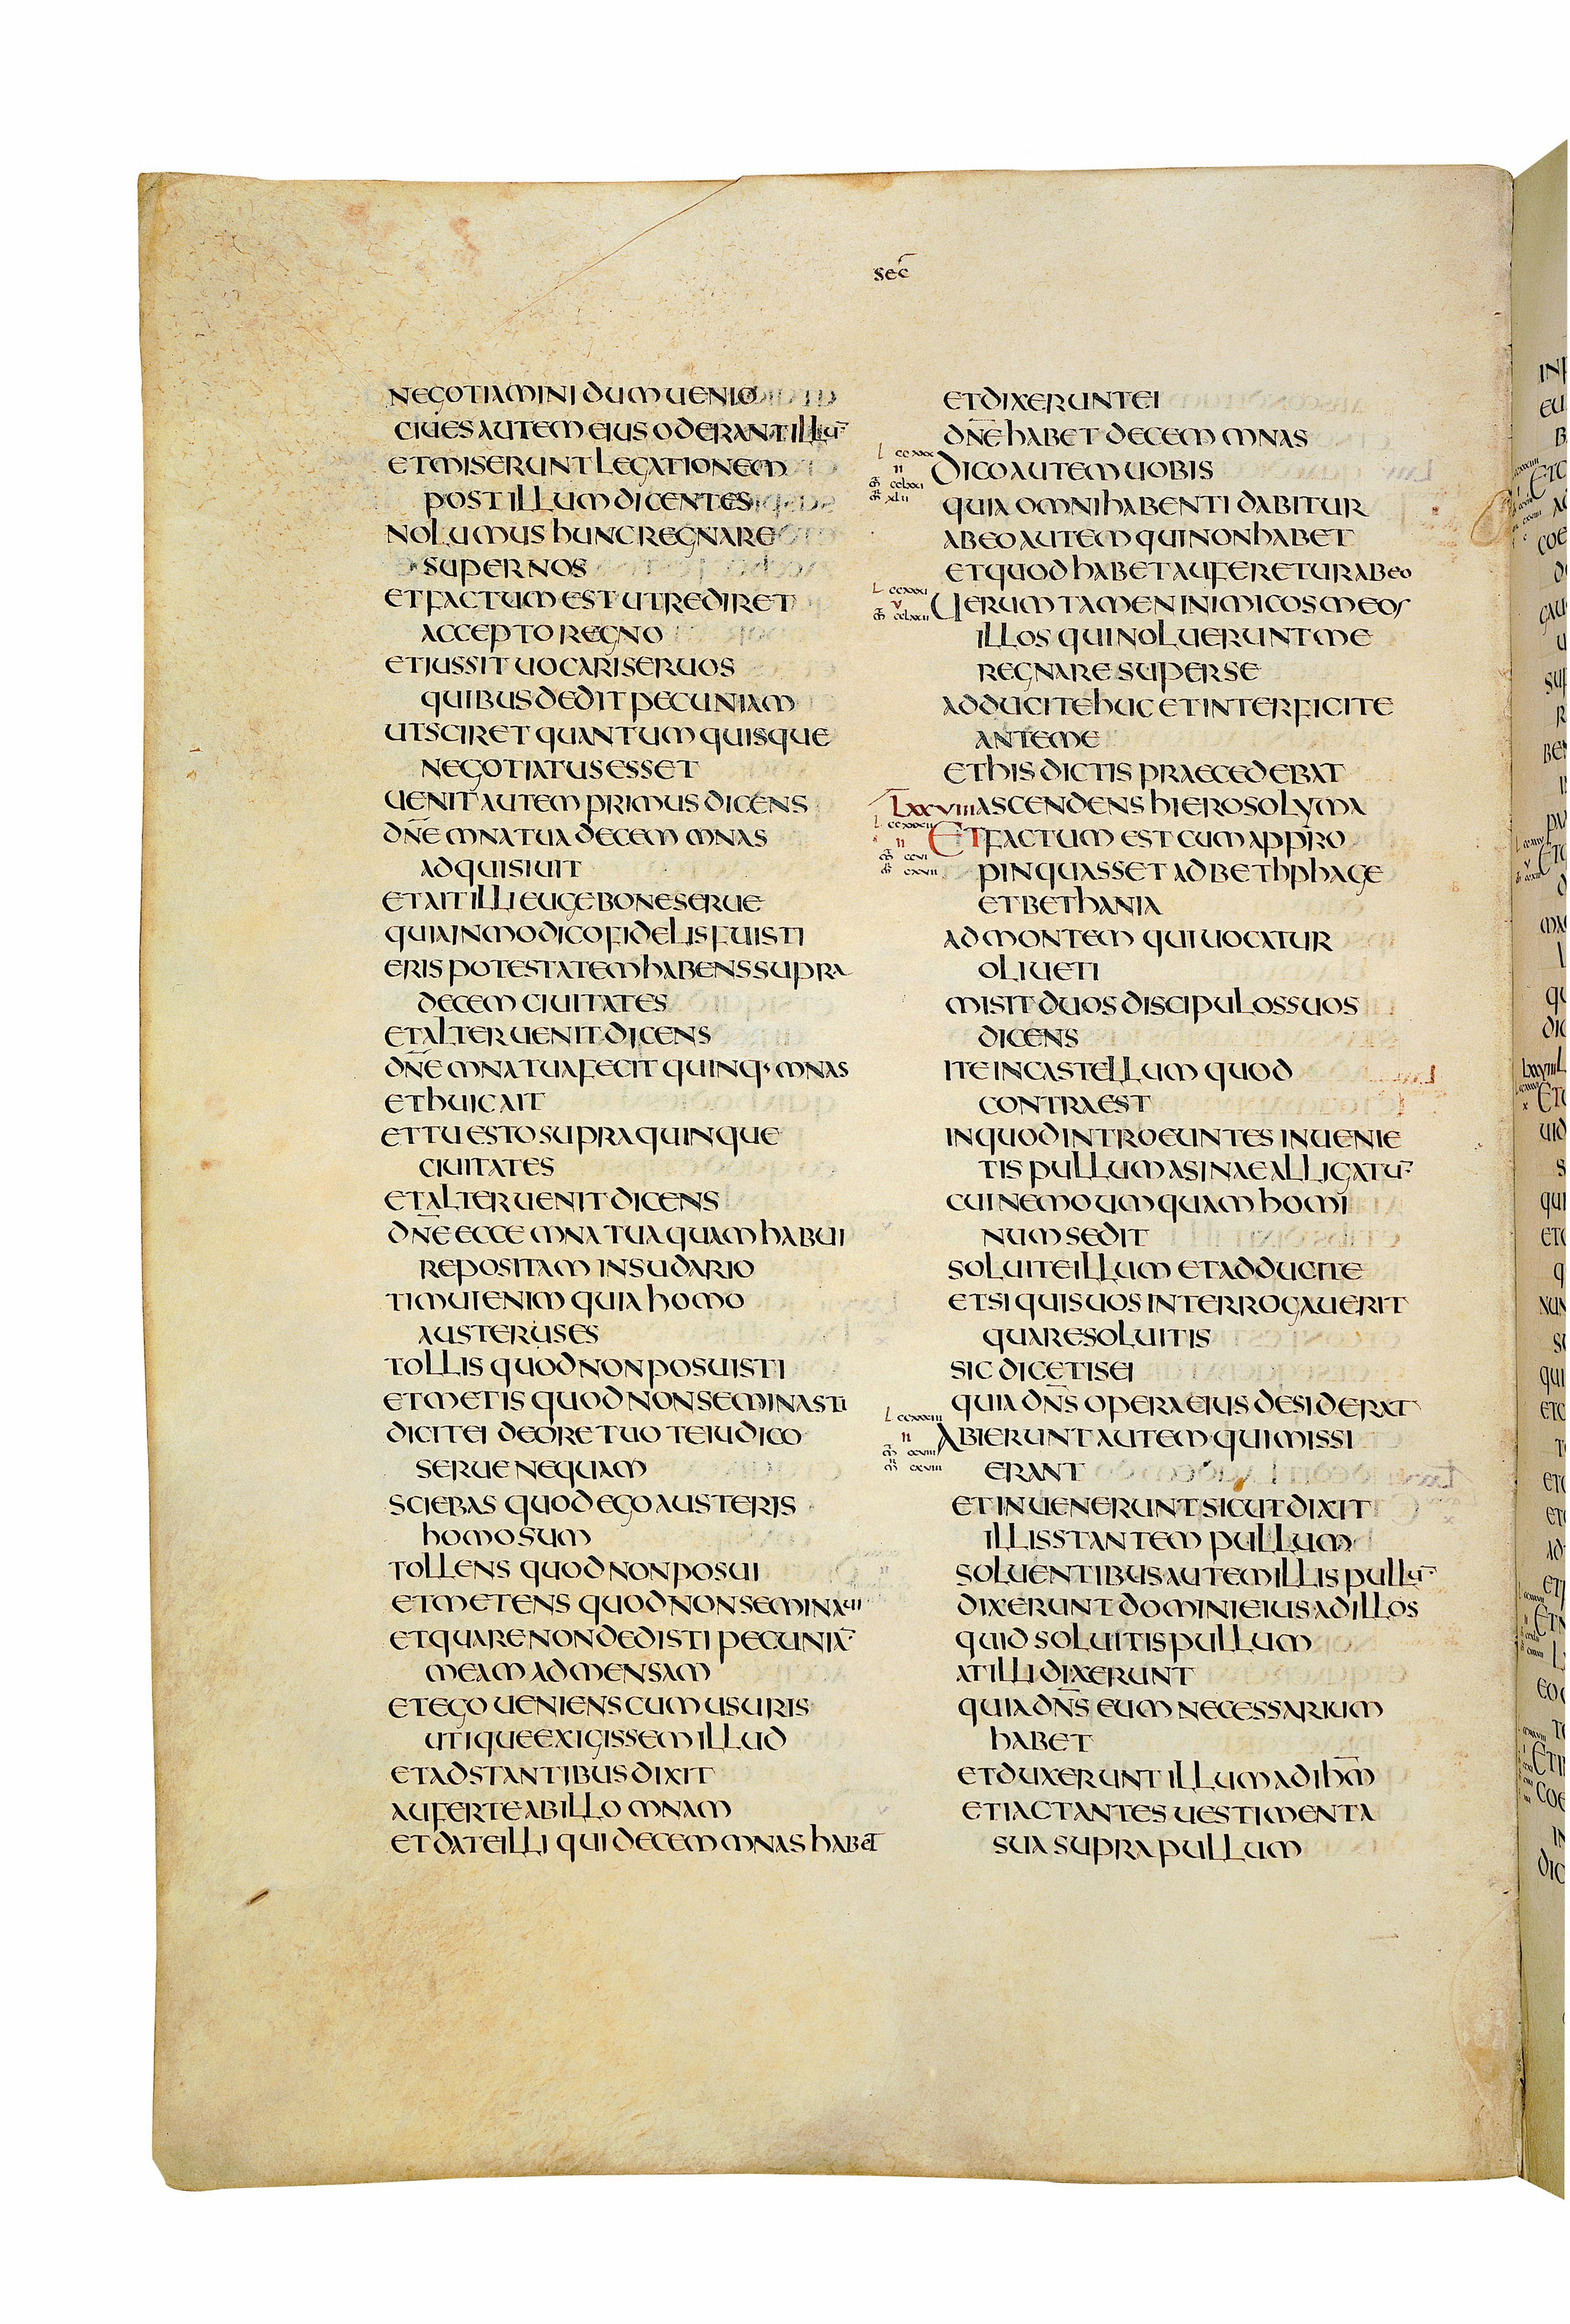 sec̄
NEGOTIAMINI DUM UENIO
CIUES AUTEM EIUS ODERANT ILLŪ
ET MISERUNT LEGATIONEM
POST ILLUM DICENTES
NOLUMUS HUNC REGNARE
SUPER NOS
ET FACTUM EST UT REDIRET
ACCEPTO REGNO
ET IUSSIT UOCARI SERUOS
QUIBUS DEDIT PECUNIAM
UT SCIRET QUANTUM QUISQUE
NEGOTIATUS ESSET
UENIT AUTEM PRIMUS DICENS
DN̄E MNA TUA DECEM MNAS
ADQUISIUIT
ET AIT ILLI EUGE BONE SERUE
QUIA IN MODICO FIDELIS FUISTI
ERIS POTESTATEM HABENS SUPRA
DECEM CIUITATES
ET ALTER UENIT DICENS
DN̄E MNA TUA FECIT QUINQ· MNAS
ET HUIC AIT
ET TU ESTO SUPRA QUINQUE
CIUITATES
ET ALTER UENIT DICENS
DN̄E ECCE MNA TUA QUAM HABUI
REPOSITAM IN SUDARIO
TIMUI ENIM QUIA HOMO
AUSTERUS ES
TOLLIS QUOD NON POSUISTI
ET METIS QUOD NON SEMINASTI
DICIT EI DE ORE TUO TE IUDICO
SERUE NEQUAM
SCIEBAS QUOD EGO AUSTERIS
HOMO SUM
TOLLENS QUOD NON POSUI
ET METENS QUOD NON SEMINAUI
ET QUARE NON DEDISTI PECUNIĀ
MEAM AD MENSAM
ET EGO UENIENS CUM USURIS
UTIQUE EXIGISSEM ILLUD
ET ADSTANTIBUS DIXIT
AUFERTE AB ILLO MNAM
ET DATE ILLI QUI DECEM MNAS HABET
ET DIXERUNT EI
DN̄E HABET DECEM MNAS
DICO AUTEM UOBIS
QUIA OMNI HABENTI DABITUR
AB EO AUTEM QUI NON HABET
ET QUOD HABET AUFERETUR AB EO
UERUM TAMEN INIMICOS MEOS
ILLOS QUI NOLUERUNT ME
REGNARE SUPER SE
ADDUCITE HUC ET INTERFICITE
ANTE ME
ET HIS DICTIS PRAECEDEBAT
LXXVIII ASCENDENS HIEROSOLYMA
ET FACTUM EST CUM APPRO
PINQUASSET AD BETHPHAGE
ET BETHANIA
AD MONTEM QUI UOCATUR
OLIUETI
MISIT DUOS DISCIPULOS SUOS
DICENS
ITE IN CASTELLUM QUOD
CONTRA EST
IN QUOD INTROEUNTES INUENIE
TIS PULLUM ASINAE ALLIGATŪ
CUI NEMO UMQUAM HOMI
NUM SEDIT
SOLUITE ILLUM ET ADDUCITE
ET SI QUIS UOS INTERROGAUERIT
QUARE SOLUITIS
SIC DICETIS EI
QUIA DN̄S OPERA EIUS DESIDERAT
ABIERUNT AUTEM QUI MISSI
ERANT
ET INUENERUNT SICUT DIXIT
ILLIS STANTEM PULLUM
SOLUENTIBUS AUTEM ILLIS PULLŪ
DIXERUNT DOMINI EIUS AD ILLOS
QUID SOLUITIS PULLUM
AT ILLI DIXERUNT
QUIA DN̄S EUM NECESSARIUM
HABET
ET DUXERUNT ILLUM AD IHM̄
ET IACTANTES UESTIMENTA
SUA SUPRA PULLUM